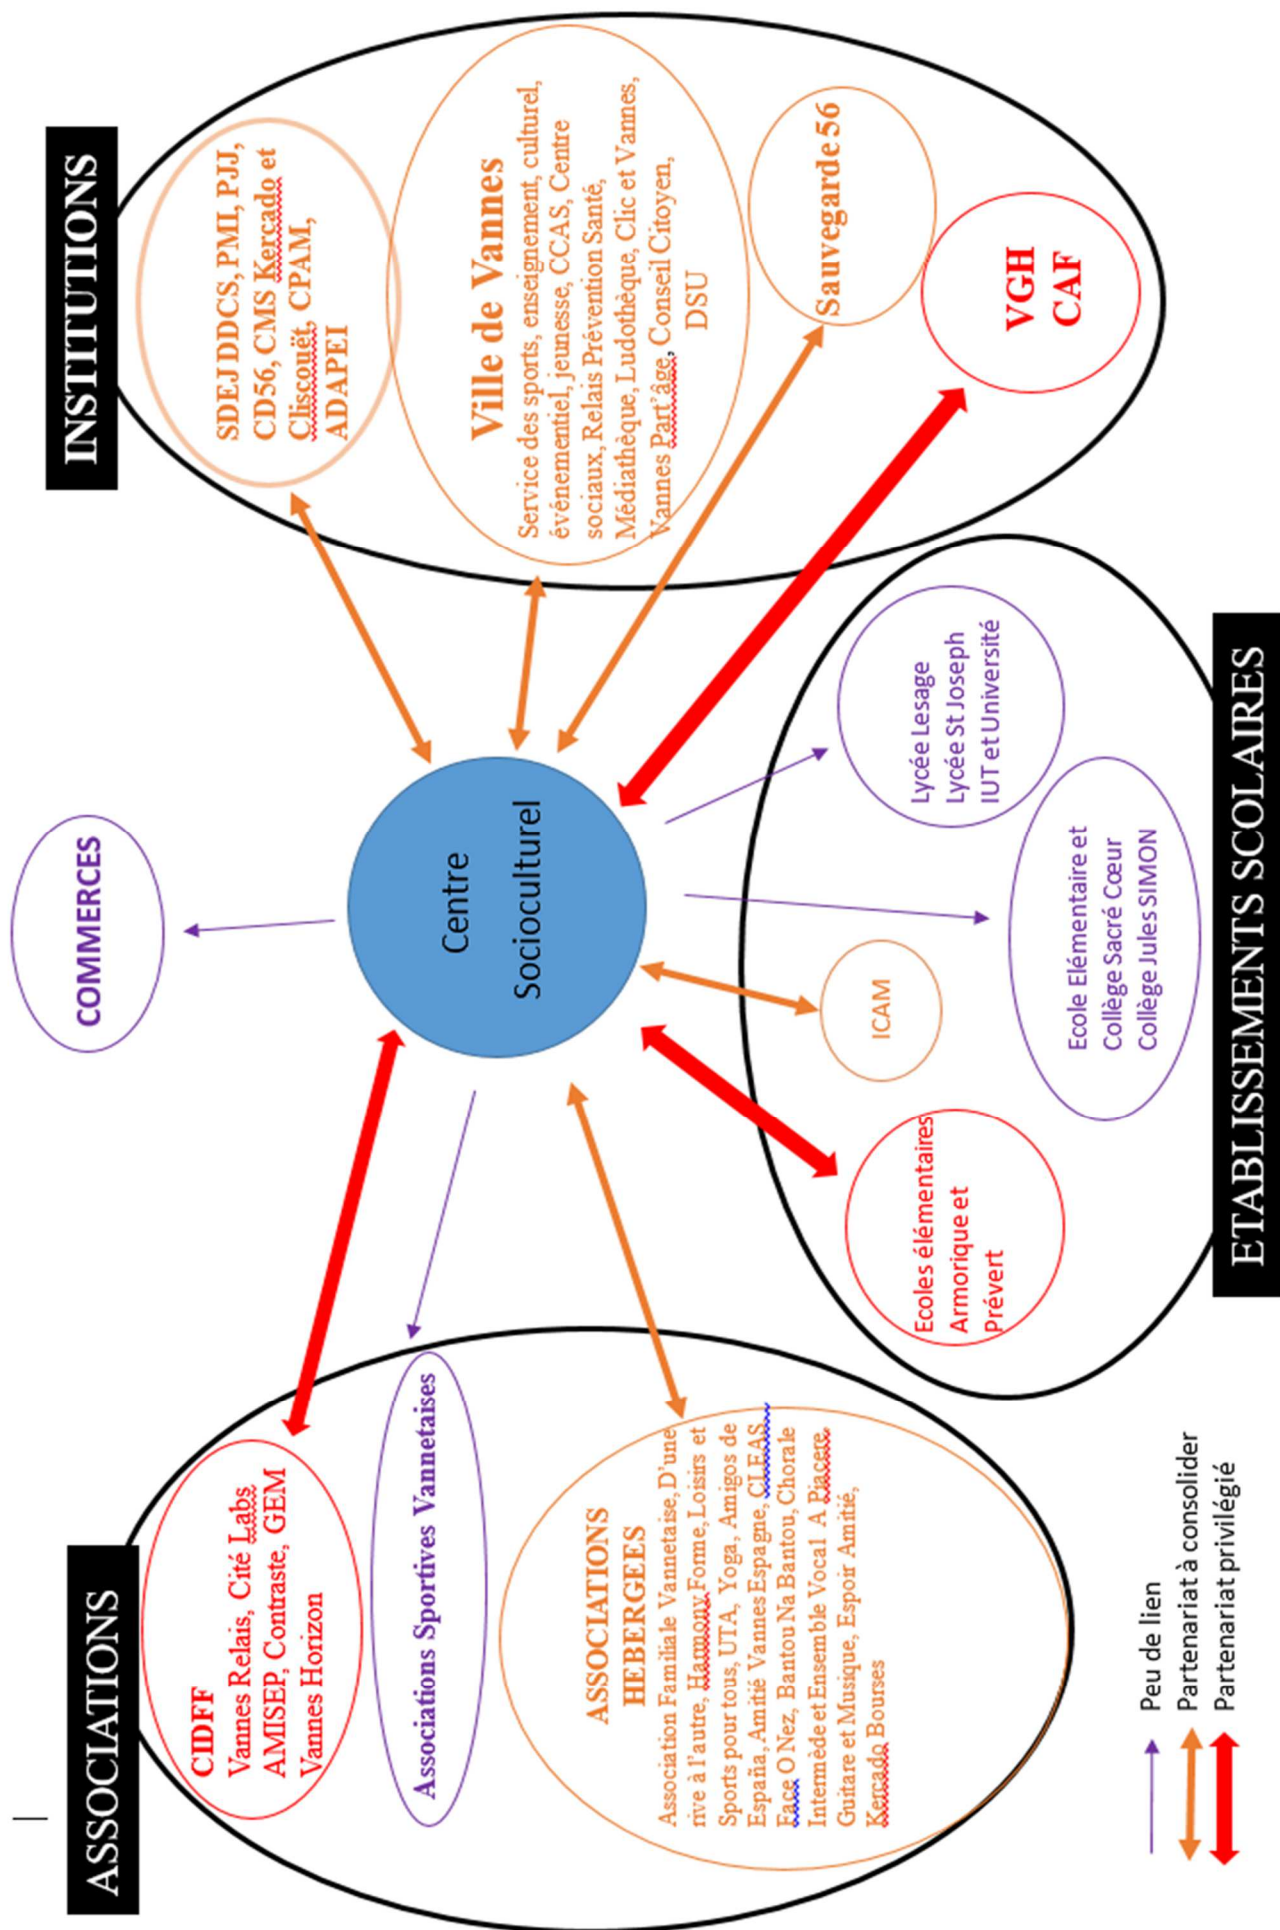 ASSOCIATIONS
CIDFF
Vannes Relais, Cité Labs
AMISEP, Contraste, GEM
Vannes Horizon
Associations Sportives Vannetaises
ASSOCIATIONS
HEBERGEES
Association Familiale Vannetaise, D'une
rive à l'autre, Harmony Forme, Loisirs et
Sports pour tous, UTA, Yoga, Amigos de
España, Amitié Vannes Espagne, CLEAS,
Face O Nez, Bantou Na Bantou, Chorale
Intermède et Ensemble Vocal A Piacere,
Guitare et Musique, Espoir Amitié,
Kercado Bourses
COMMERCES
Centre
Socioculturel
INSTITUTIONS
SDEJ DDCS, PMI, PJJ,
CD56, CMS Kercado et
Cliscouët, CPAM,
ADAPEI
Ville de Vannes
Service des sports, enseignement, culturel,
événementiel, jeunesse, CCAS, Centre
sociaux, Relais Prévention Santé,
Médiathèque, Ludothèque, Clic et Vannes,
Vannes Part'âge, Conseil Citoyen,
DSU
Sauvegarde 56
VGH
CAF
Ecoles élémentaires
Armorique et
Prévert
ICAM
Ecole Elémentaire et
Collège Sacré Cœur
Collège Jules SIMON
Lycée Lesage
Lycée St Joseph
IUT et Université
ETABLISSEMENTS SCOLAIRES
Peu de lien
Partenariat à consolider
Partenariat privilégié